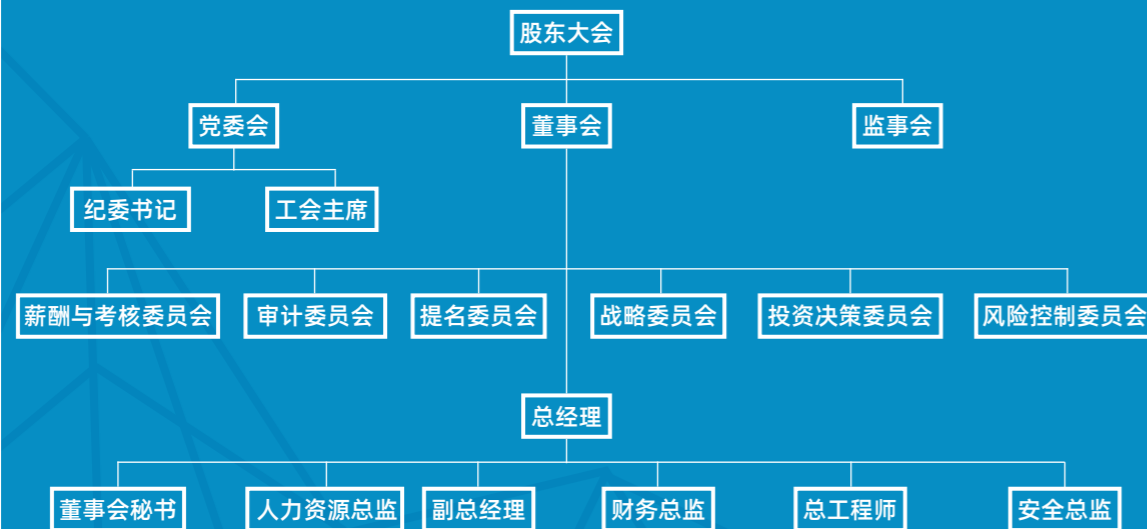 股东大会
党委会
董事会
监事会
纪委书记
工会主席
薪酬与考核委员会
审计委员会
提名委员会
战略委员会
投资决策委员会
风险控制委员会
总经理
董事会秘书
人力资源总监
副总经理
财务总监
总工程师
安全总监